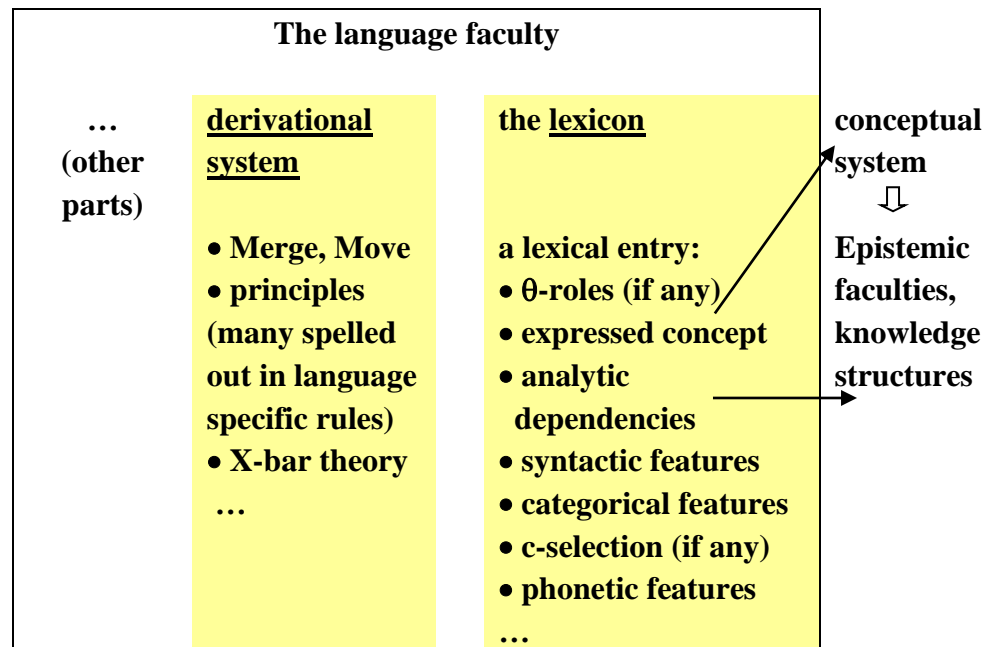 The language faculty
…
(other
parts)
derivational
system
• Merge, Move
• principles
(many spelled
out in language
specific rules)
• X-bar theory
…
the lexicon
a lexical entry:
• θ-roles (if any)
• expressed concept
• analytic
dependencies
• syntactic features
• categorical features
• c-selection (if any)
• phonetic features
…
conceptual
system
Epistemic
faculties,
knowledge
structures